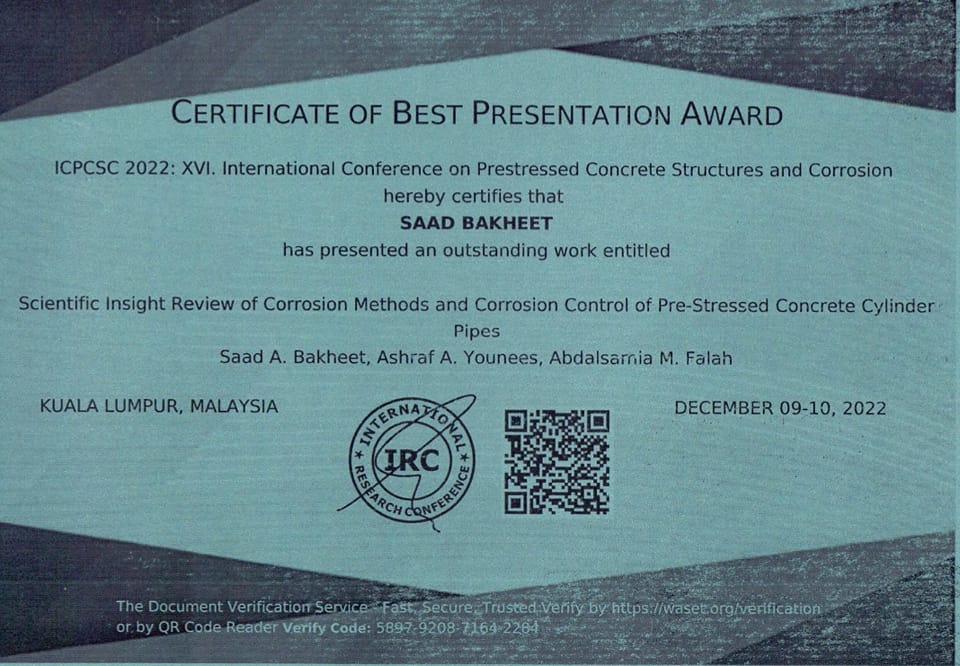 CERTIFICATE OF BEST PRESENTATION AWARD
ICPCSC 2022: XVI. International Conference on Prestressed Concrete Structures and Corrosion
hereby certifies that
SAAD BAKHEET
has presented an outstanding work entitled
Scientific Insight Review of Corrosion Methods and Corrosion Control of Pre-Stressed Concrete Cylinder
Pipes
Saad A. Bakheet, Ashraf A. Younees, Abdalsamia M. Falah
KUALA LUMPUR, MALAYSIA
INTERNATIONAL
IRC
RESEARCH CONFERENCE
DECEMBER 09-10, 2022
The Document Verification Service - Fast, Secure, Trusted Verify by https://waset.org/verification
or by QR Code Reader Verify Code: 5897-9208-7164-2284